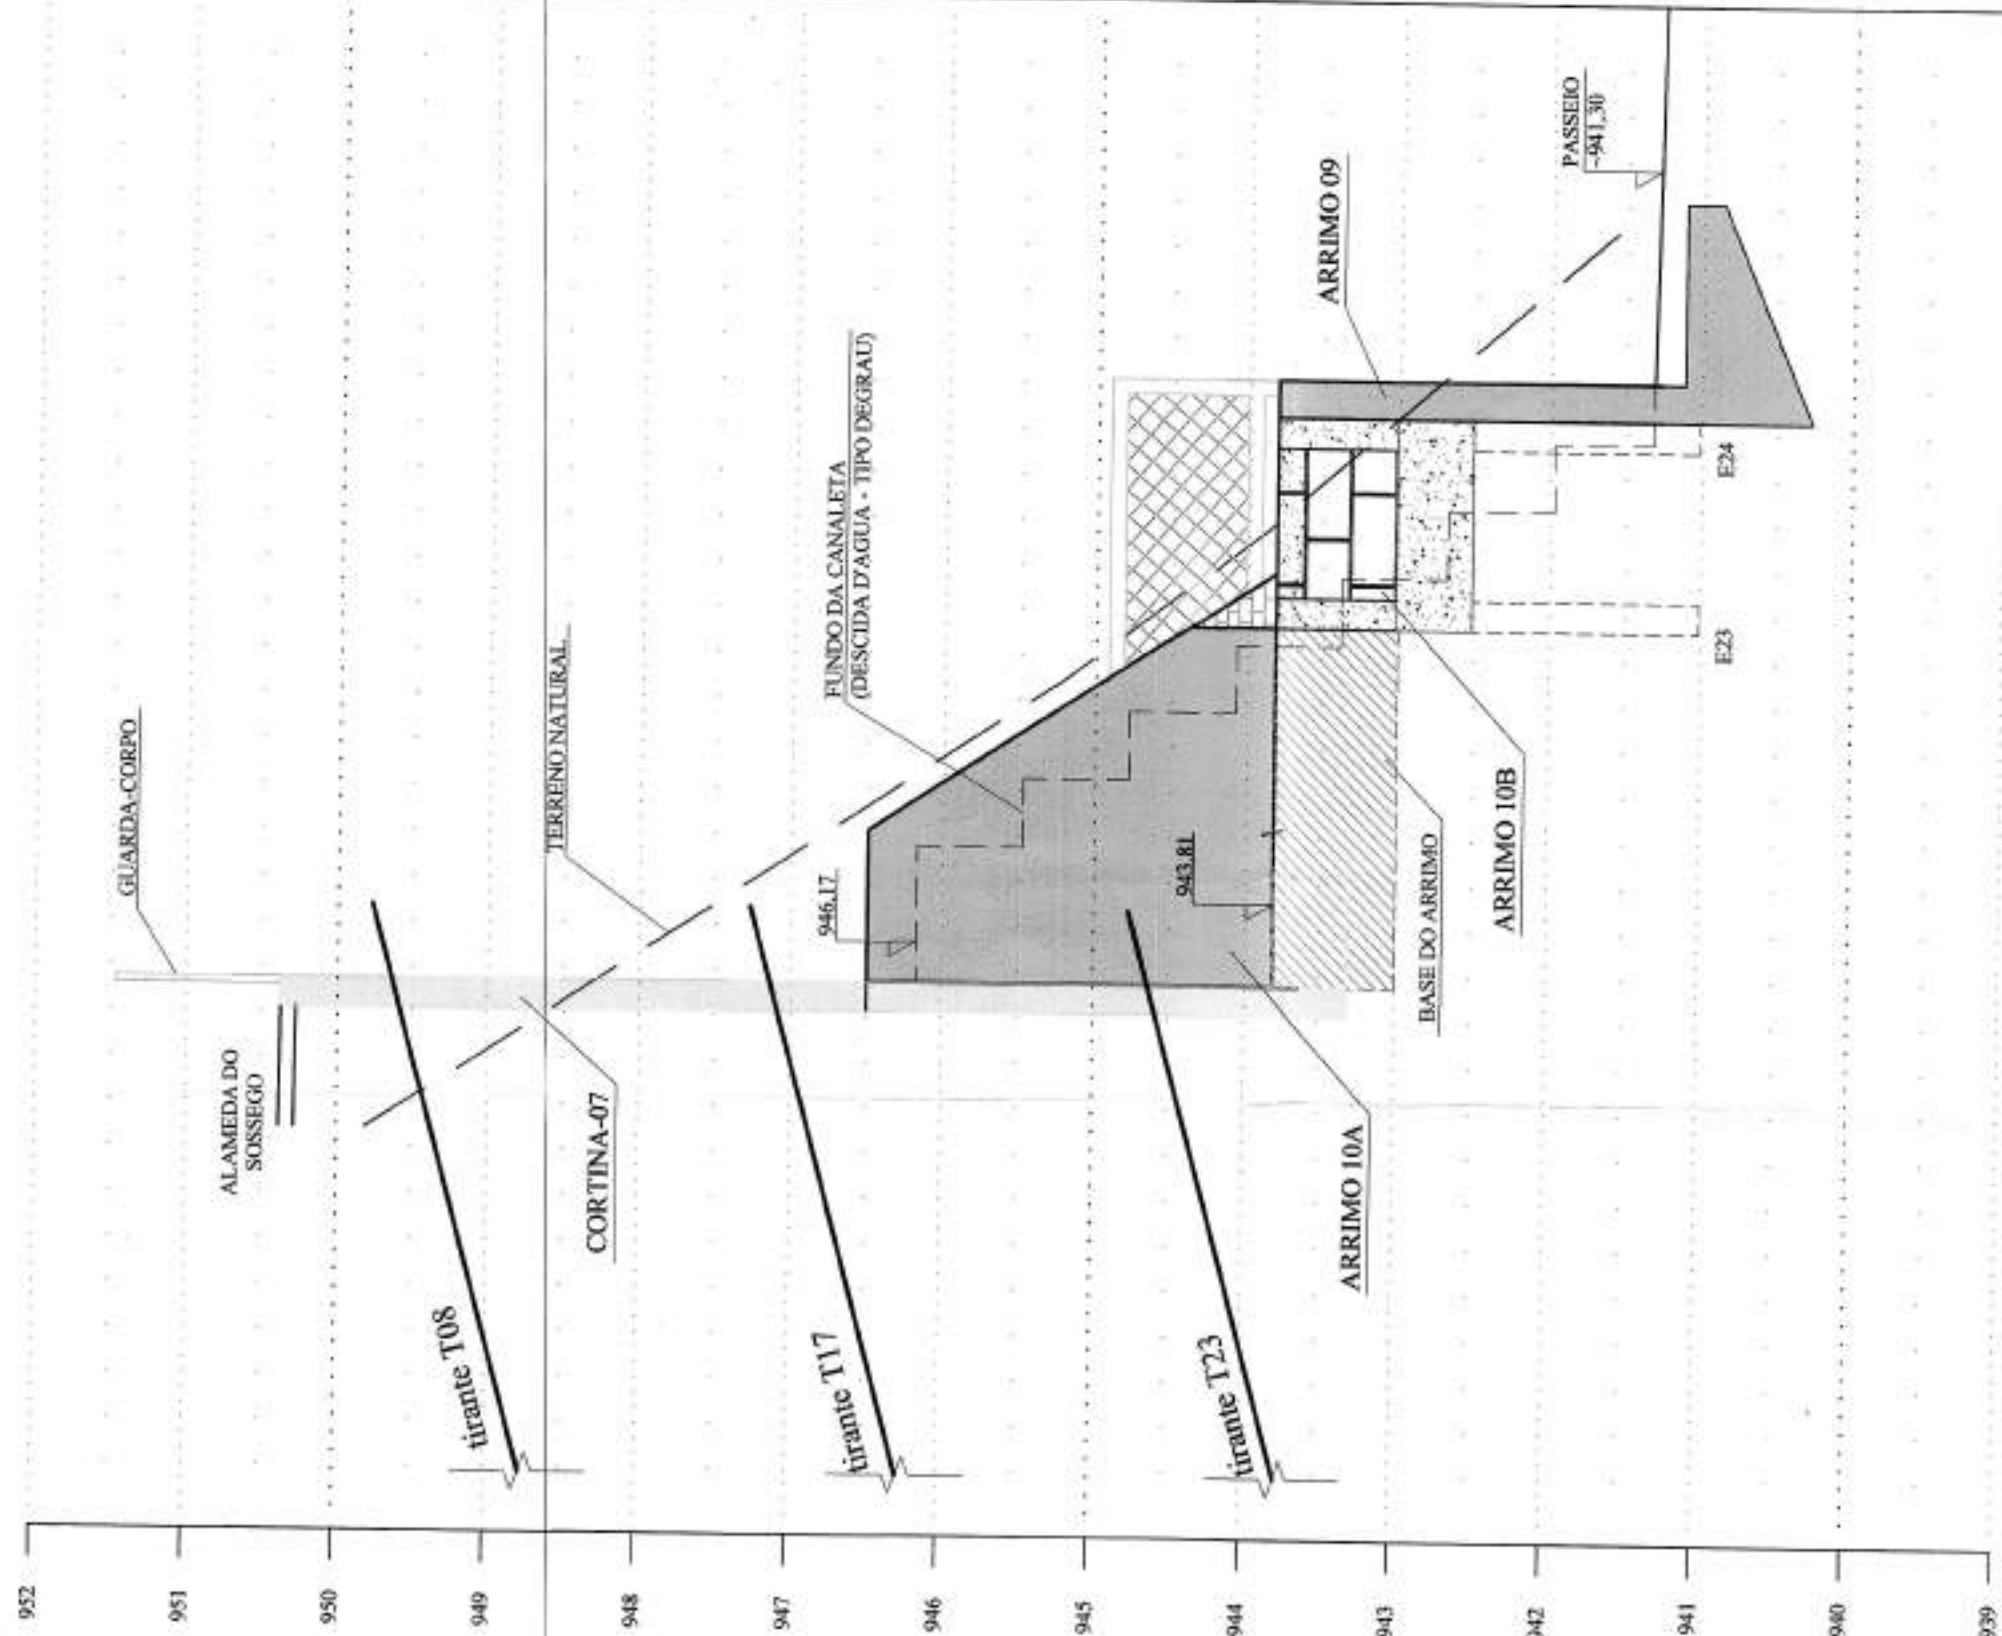 952
951
950
949
948
947
946
945
944
943
942
941
940
939
GUARDA-CORPO
ALAMEDA DO
SOSSEGO
tirante T08
TERRENO NATURAL
CORTINA-07
FUNDO DA CANALETA
(DESCIDA D'AGUA - TIPO DEGRAU)
946,17
tirante T17
943.81
tirante T23
ARRIMO 10A
BASE DO ARRIMO
ARRIMO 10B
ARRIMO 09
PASSEIO
~941,30
E24
E23